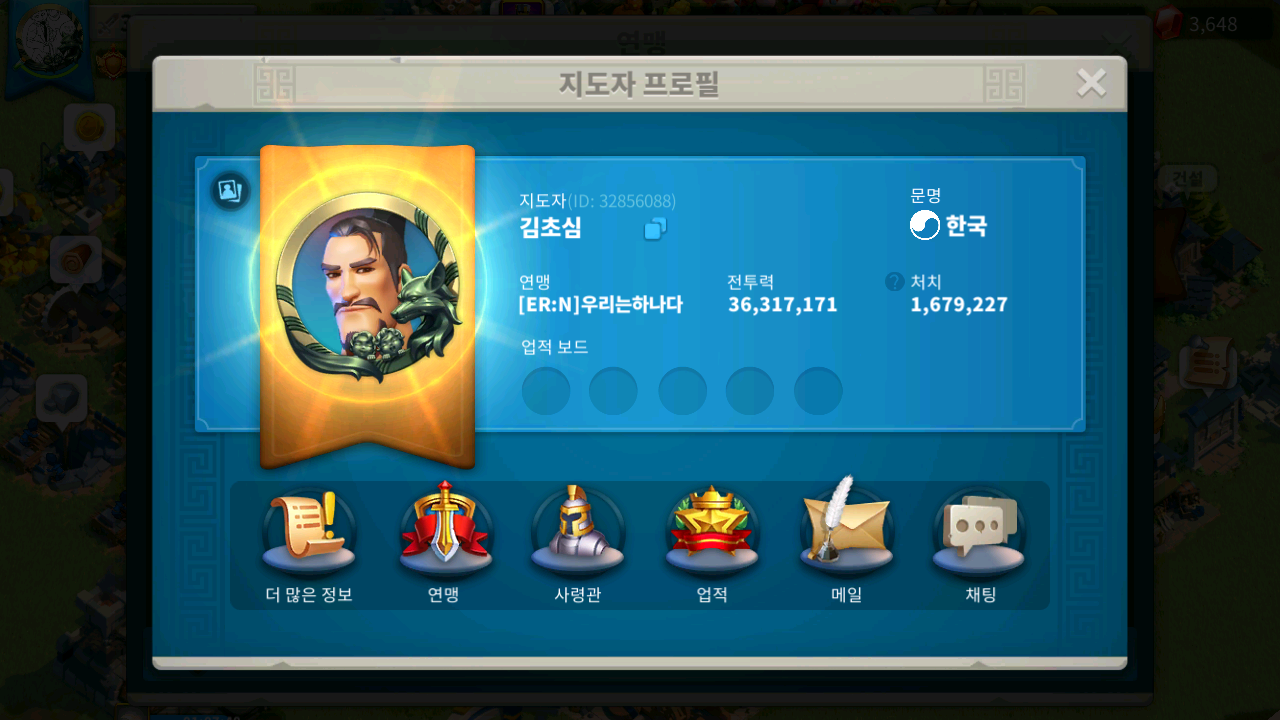 연맹
3,648
지도자 프로필
건설
지도자(ID: 32856088)
김초심
문명
한국
연맹
[ER:N]우리는하나다
전투력
36,317,171
? 처치
1,679,227
업적 보드
더 많은 정보
연맹
사령관
업적
메일
채팅